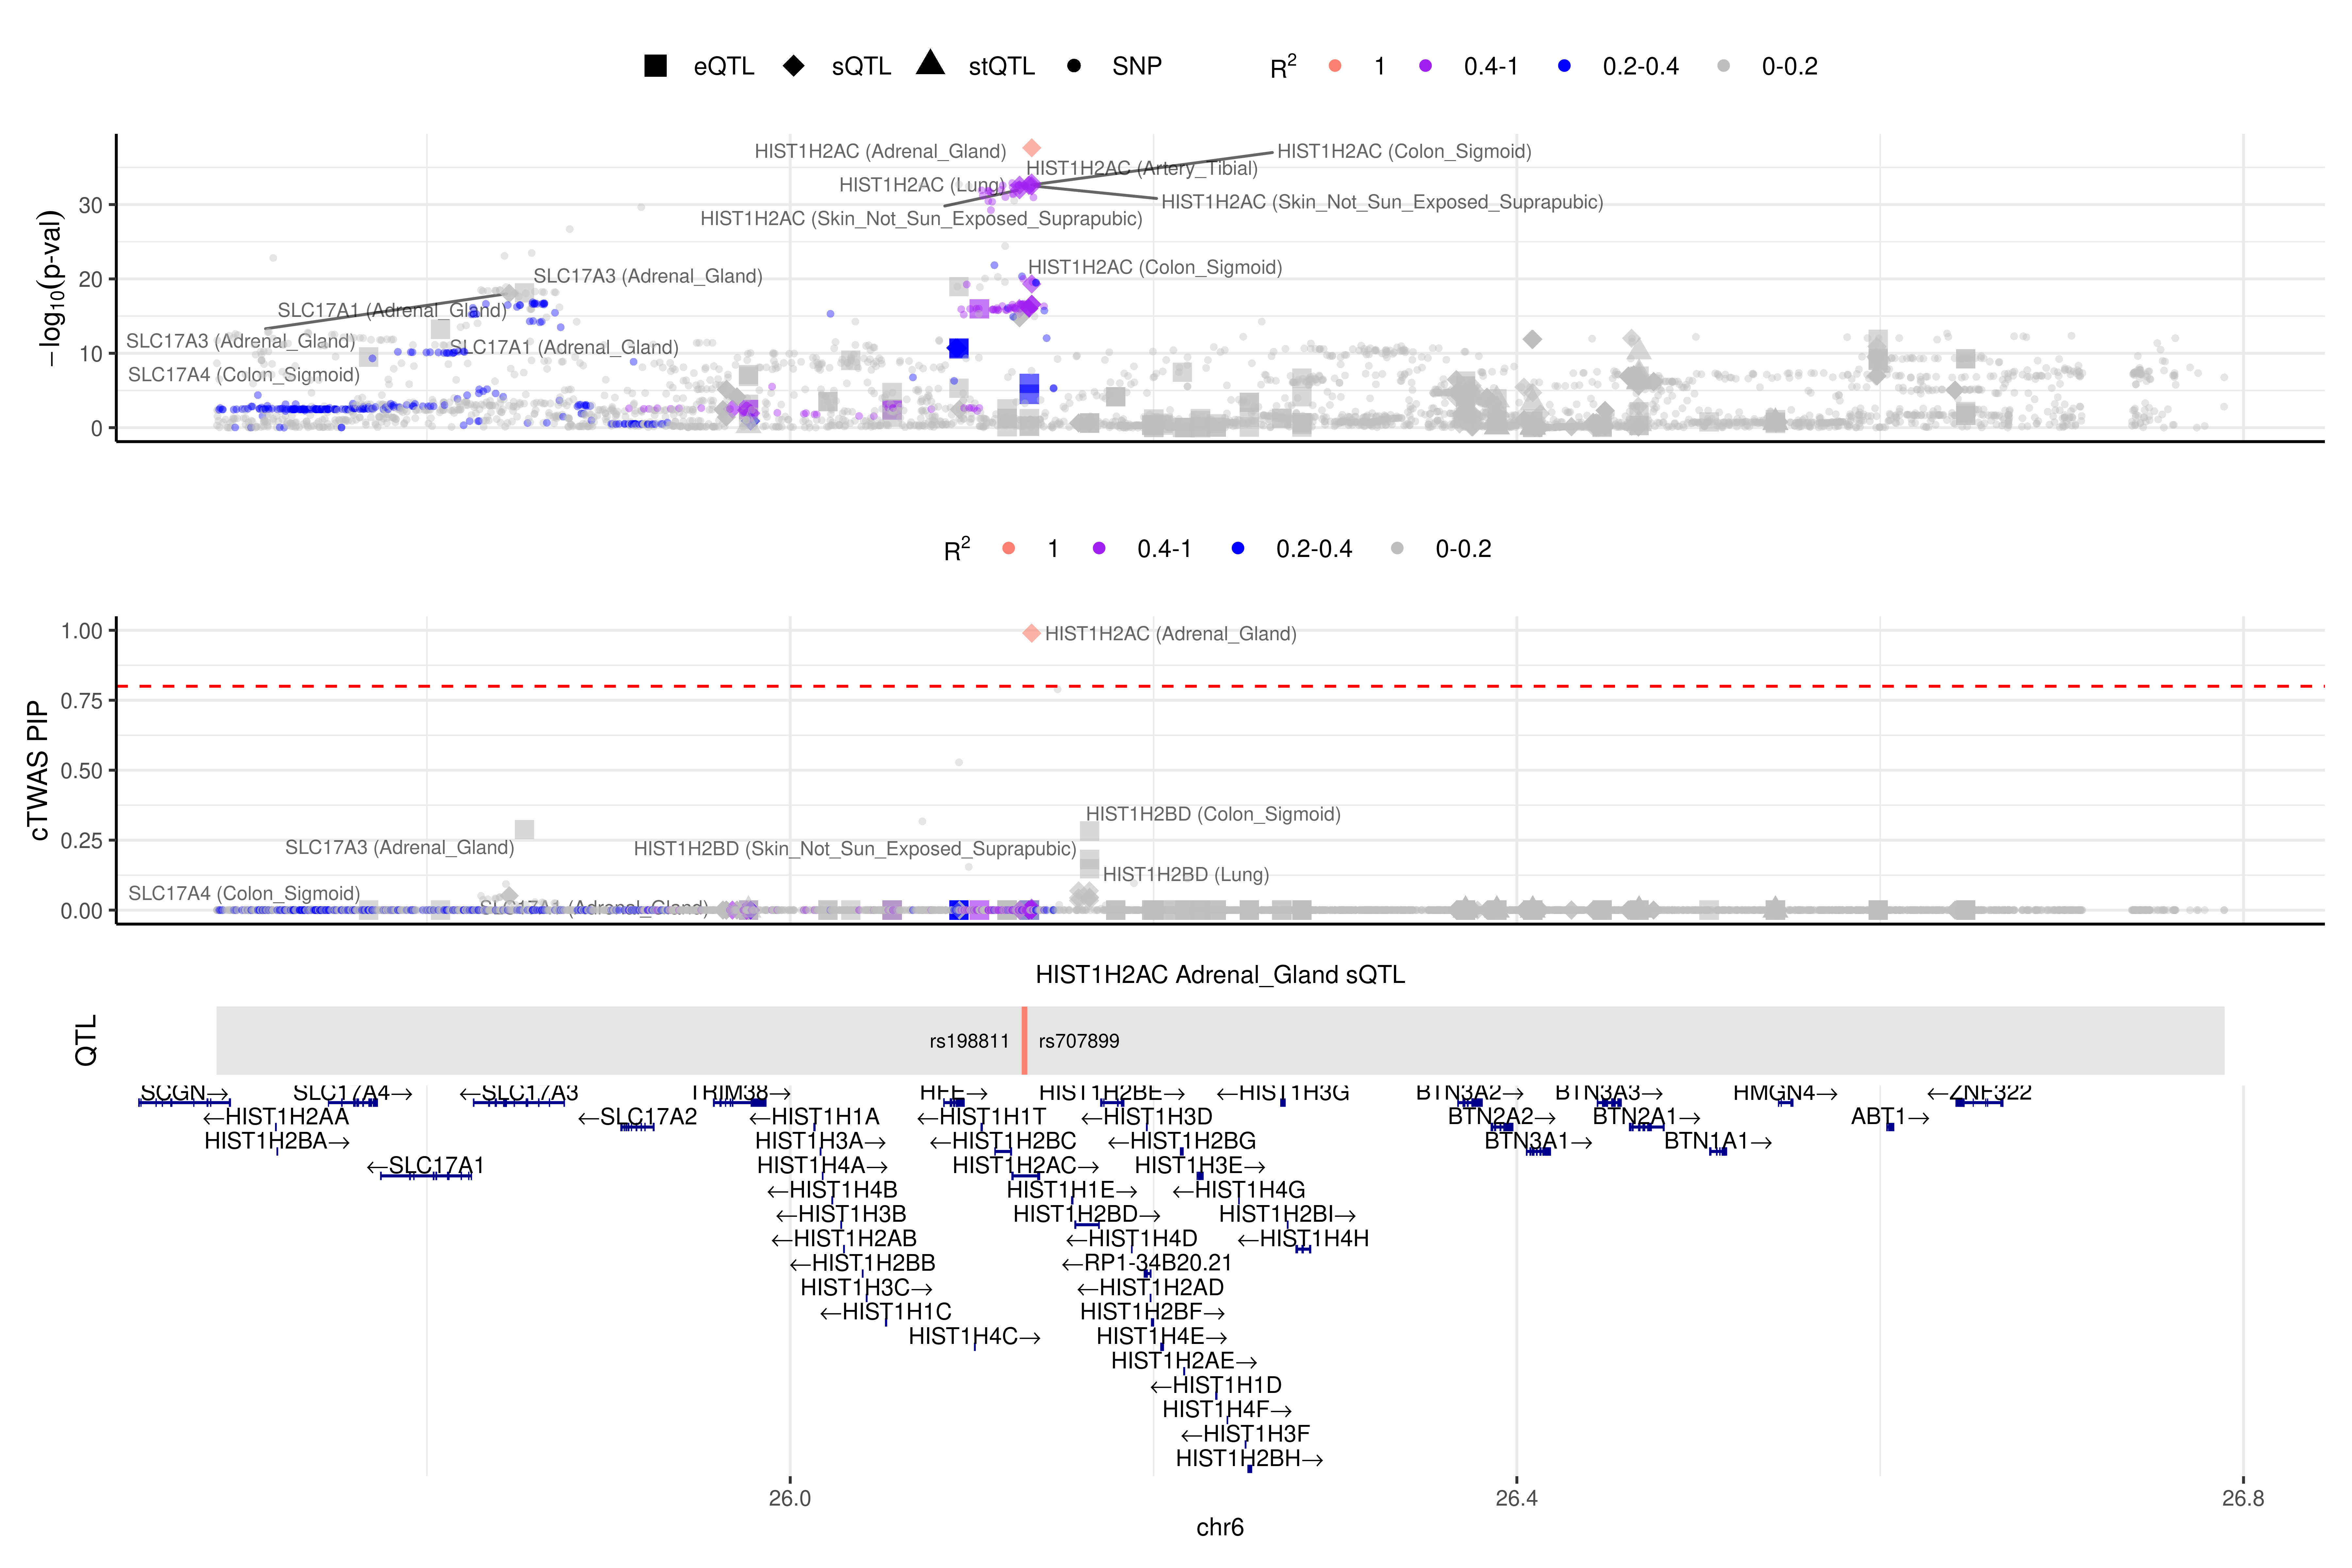 eQTL sQTL stQTL SNP R2 1 0.4-1 0.2-0.4 0-0.2
−log10(p-val)
30
20
10
0
HIST1H2AC (Adrenal_Gland)
HIST1H2AC (Colon_Sigmoid)
HIST1H2AC (Artery_Tibial)
HIST1H2AC (Lung)
HIST1H2AC (Skin_Not_Sun_Exposed_Suprapubic)
HIST1H2AC (Skin_Not_Sun_Exposed_Suprapubic)
HIST1H2AC (Colon_Sigmoid)
SLC17A3 (Adrenal_Gland)
SLC17A1 (Adrenal_Gland)
SLC17A3 (Adrenal_Gland)
SLC17A1 (Adrenal_Gland)
SLC17A4 (Colon_Sigmoid)
R2 1 0.4-1 0.2-0.4 0-0.2
cTWAS PIP
1.00
0.75
0.50
0.25
0.00
HIST1H2AC (Adrenal_Gland)
HIST1H2BD (Colon_Sigmoid)
SLC17A3 (Adrenal_Gland)
HIST1H2BD (Skin_Not_Sun_Exposed_Suprapubic)
HIST1H2BD (Lung)
SLC17A4 (Colon_Sigmoid)
SLC17A1 (Adrenal_Gland)
HIST1H2AC Adrenal_Gland sQTL
QTL
rs198811 rs707899
SCGN→ SLC17A4→ ←SLC17A3 TRIM38→ HFE→ HIST1H2BE→ ←HIST1H3G BTN3A2→ BTN3A3→ HMGN4→ ←ZNF322
←HIST1H2AA ←SLC17A2 ←HIST1H1A ←HIST1H1T ←HIST1H3D BTN2A2→ BTN2A1→ ABT1→
HIST1H2BA→ HIST1H3A→ ←HIST1H2BC ←HIST1H2BG BTN3A1→ BTN1A1→
←SLC17A1 HIST1H4A→ HIST1H2AC→ HIST1H3E→
←HIST1H4B HIST1H1E→ ←HIST1H4G
←HIST1H3B HIST1H2BD→ HIST1H2BI→
←HIST1H2AB ←HIST1H4D ←HIST1H4H
←HIST1H2BB ←RP1-34B20.21
HIST1H3C→ ←HIST1H2AD
←HIST1H1C HIST1H2BF→
HIST1H4C→ HIST1H4E→
HIST1H2AE→
←HIST1H1D
HIST1H4F→
←HIST1H3F
HIST1H2BH→
26.0 26.4 26.8
chr6